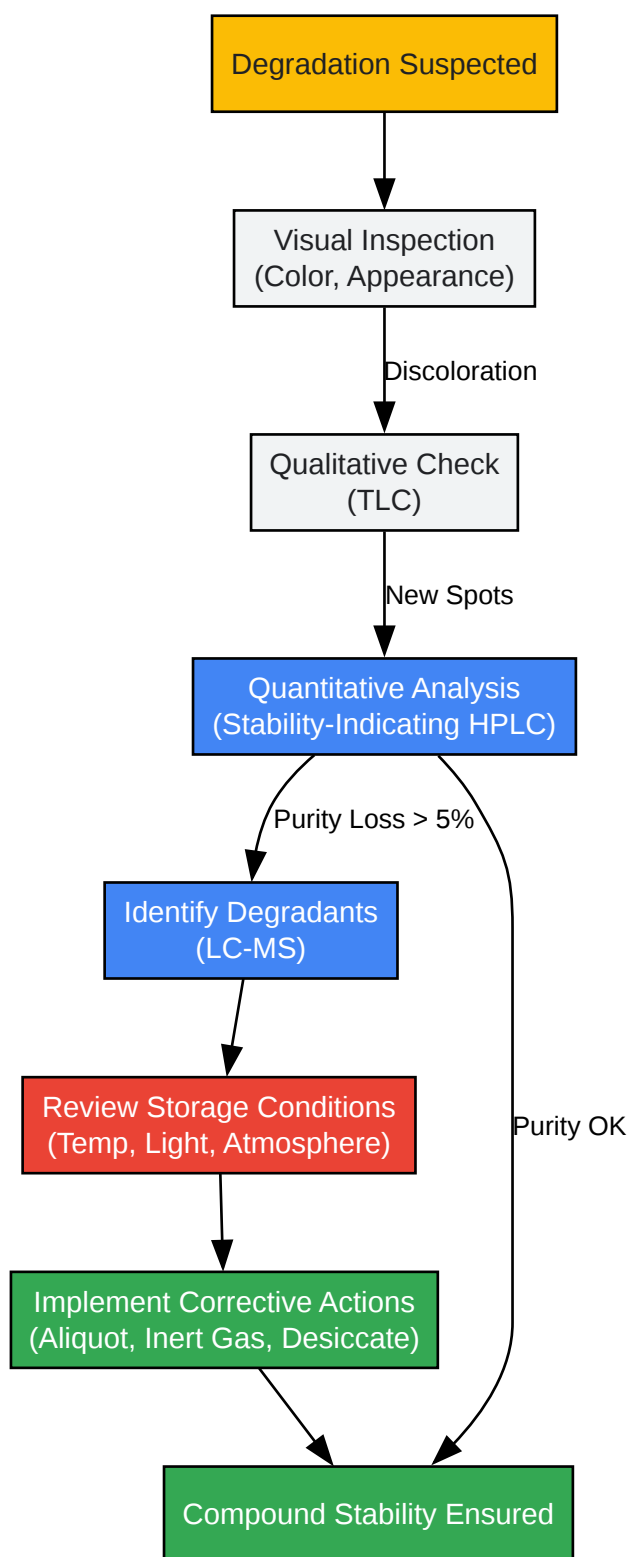 Degradation Suspected
Visual Inspection
(Color, Appearance)
Discoloration
Qualitative Check
(TLC)
New Spots
Quantitative Analysis
(Stability-Indicating HPLC)
Purity Loss > 5%
Identify Degradants
(LC-MS)
Review Storage Conditions
(Temp, Light, Atmosphere)
Purity OK
Implement Corrective Actions
(Aliquot, Inert Gas, Desiccate)
Compound Stability Ensured